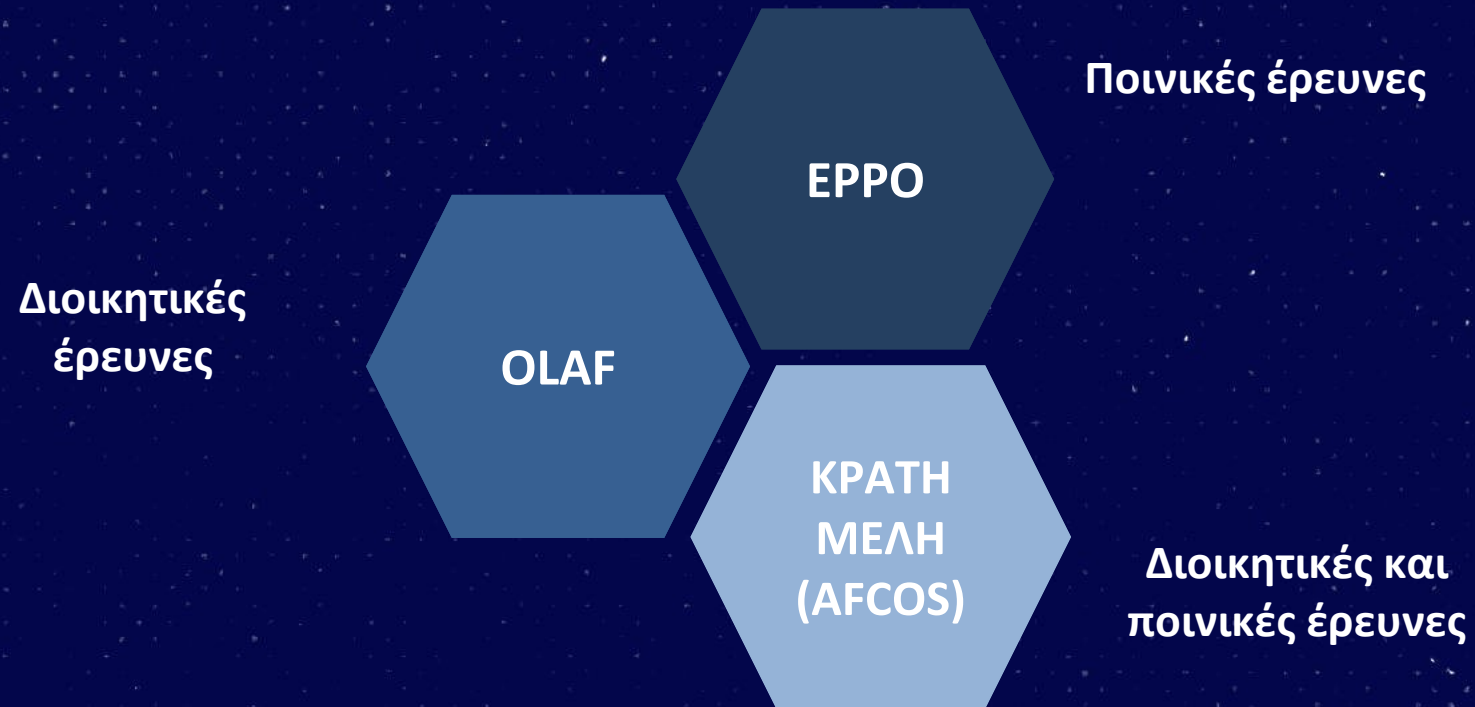 Ποινικές έρευνες
EPPO
Διοικητικές
έρευνες
OLAF
ΚΡΑΤΗ
ΜΕΛΗ
(AFCOS)
Διοικητικές και
ποινικές έρευνες